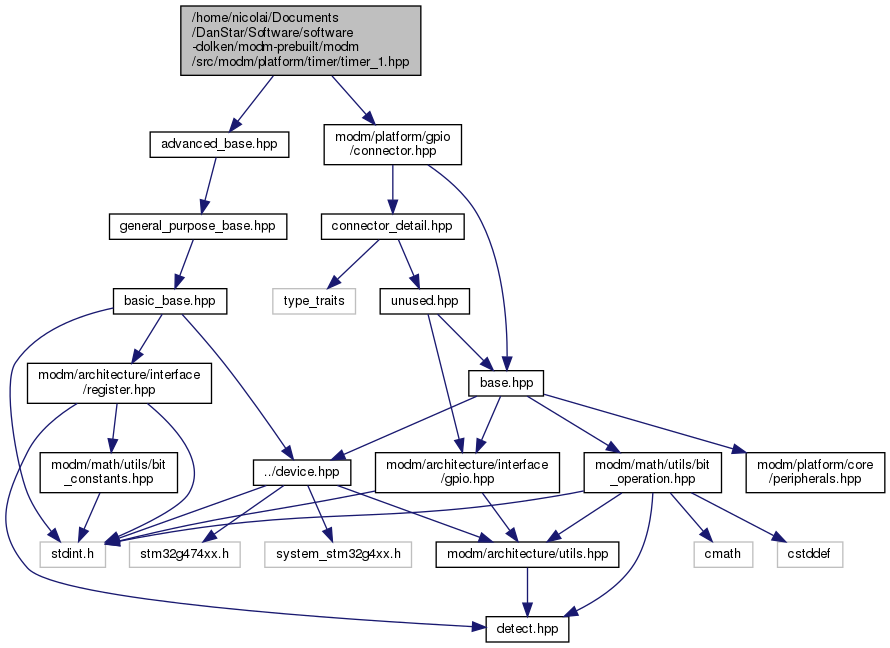 /home/nicolai/Documents
/DanStar/Software/software
-dolken/modm-prebuilt/modm
/src/modm/platform/timer/timer_1.hpp
advanced_base.hpp
modm/platform/gpio
/connector.hpp
general_purpose_base.hpp
connector_detail.hpp
basic_base.hpp
type_traits
unused.hpp
modm/architecture/interface
/register.hpp
base.hpp
modm/math/utils/bit
_constants.hpp
../device.hpp
modm/architecture/interface
/gpio.hpp
modm/math/utils/bit
_operation.hpp
modm/platform/core
/peripherals.hpp
stdint.h
stm32g474xx.h
system_stm32g4xx.h
modm/architecture/utils.hpp
cmath
cstddef
detect.hpp